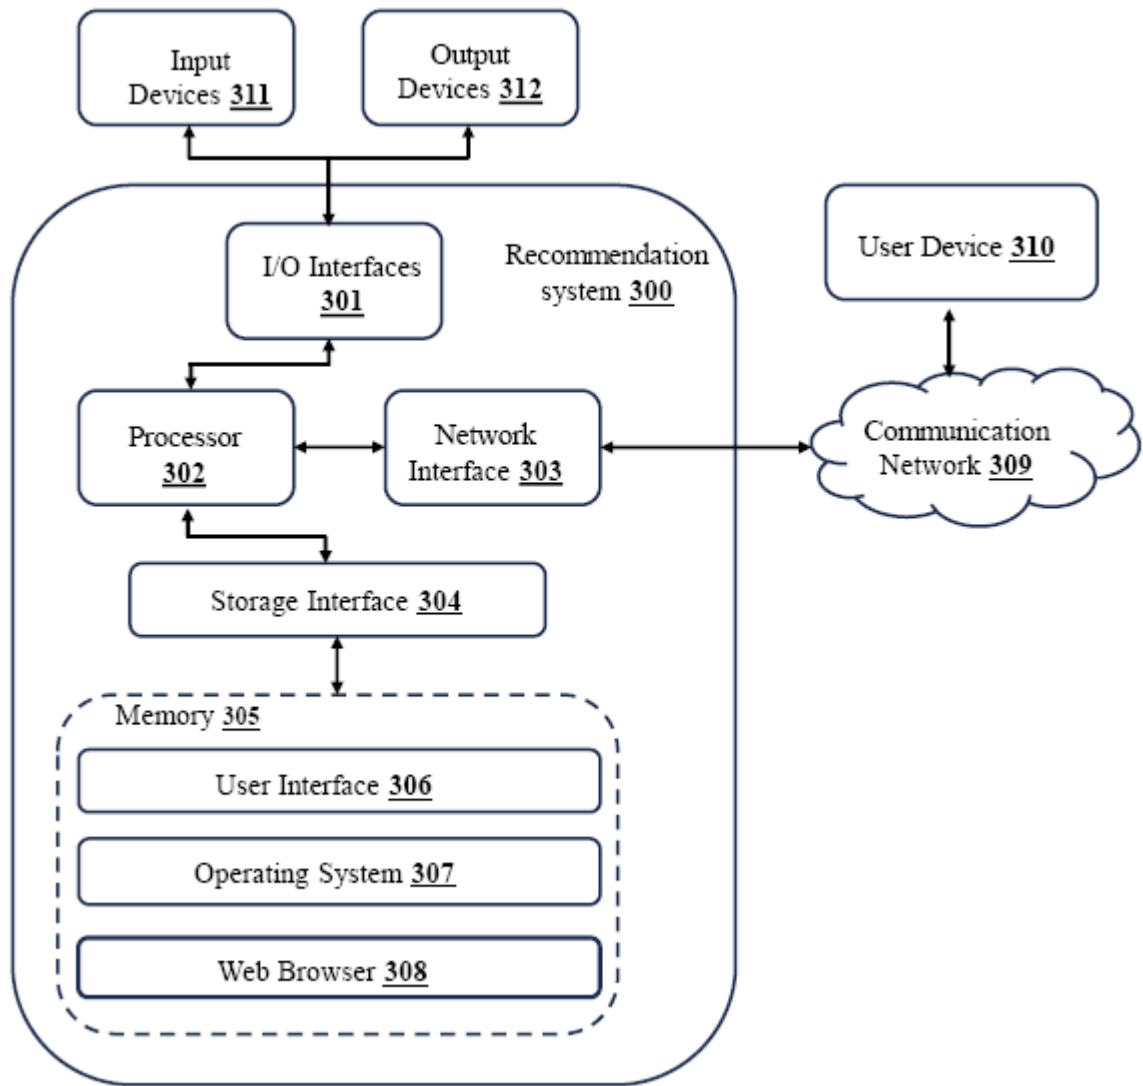 Input
Devices 311
Output
Devices 312
I/O Interfaces
301
Recommendation
system 300
User Device 310
Processor
302
Network
Interface 303
Communication
Network 309
Storage Interface 304
Memory 305
User Interface 306
Operating System 307
Web Browser 308